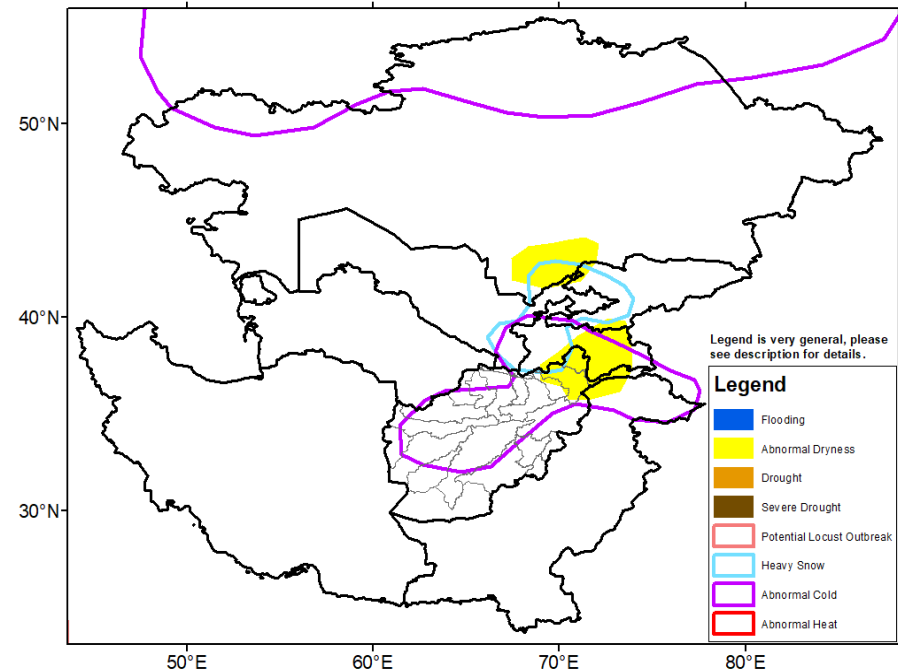 50°N
40°N
30°N
50°E
60°E
70°E
80°E
Legend is very general, please
see description for details.
Legend
Flooding
Abnormal Dryness
Drought
Severe Drought
Potential Locust Outbreak
Heavy Snow
Abnormal Cold
Abnormal Heat